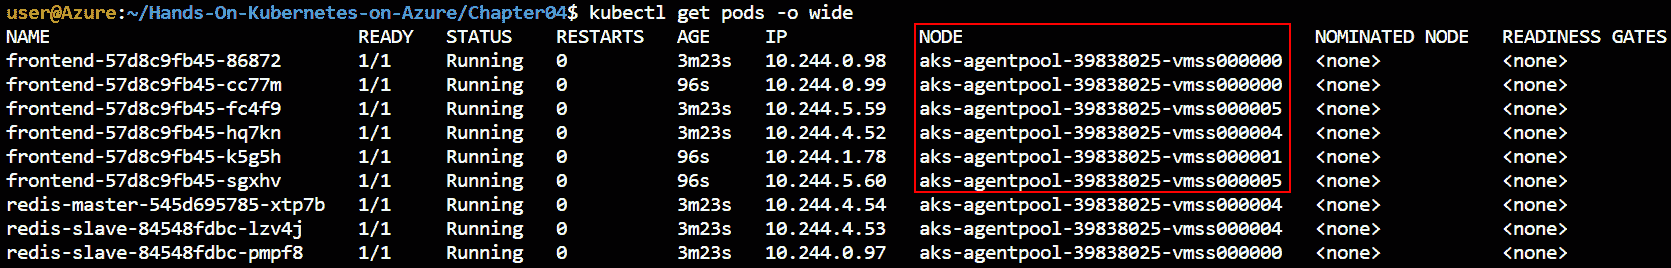 user@Azure:~/Hands-On-Kubernetes-on-Azure/Chapter04$ kubectl get pods -o wide
NAME READY STATUS RESTARTS AGE IP NODE NOMINATED NODE READINESS GATES
frontend-57d8c9fb45-86872 1/1 Running 0 3m23s 10.244.0.98 aks-agentpool-39838025-vmss000000 <none> <none>
frontend-57d8c9fb45-cc77m 1/1 Running 0 96s 10.244.0.99 aks-agentpool-39838025-vmss000000 <none> <none>
frontend-57d8c9fb45-fc4f9 1/1 Running 0 3m23s 10.244.5.59 aks-agentpool-39838025-vmss000005 <none> <none>
frontend-57d8c9fb45-hq7kn 1/1 Running 0 3m23s 10.244.4.52 aks-agentpool-39838025-vmss000004 <none> <none>
frontend-57d8c9fb45-k5g5h 1/1 Running 0 96s 10.244.1.78 aks-agentpool-39838025-vmss000001 <none> <none>
frontend-57d8c9fb45-sgxhv 1/1 Running 0 96s 10.244.5.60 aks-agentpool-39838025-vmss000005 <none> <none>
redis-master-545d695785-xtp7b 1/1 Running 0 3m23s 10.244.4.54 aks-agentpool-39838025-vmss000004 <none> <none>
redis-slave-84548fdbc-lzv4j 1/1 Running 0 3m23s 10.244.4.53 aks-agentpool-39838025-vmss000004 <none> <none>
redis-slave-84548fdbc-pmpf8 1/1 Running 0 3m23s 10.244.0.97 aks-agentpool-39838025-vmss000000 <none> <none>